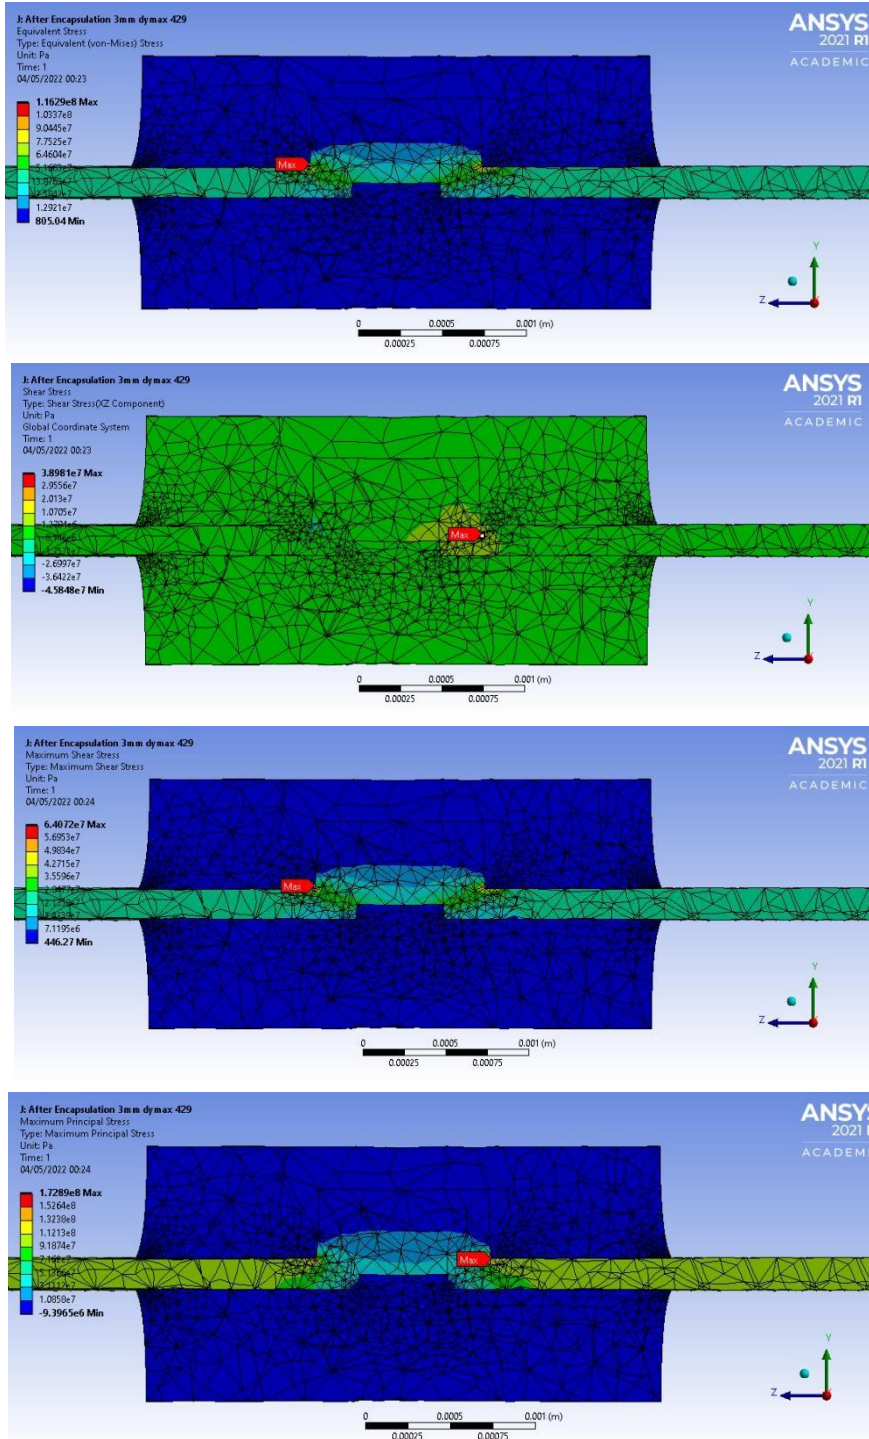 J: After Encapsulation 3mm dymax 429
Equivalent Stress
Type: Equivalent (von-Mises) Stress
Unit: Pa
Time: 1
04/05/2022 00:23
1.1629e8 Max
1.0337e8
9.0445e7
7.7525e7
6.4604e7
1.2921e7
805.04 Min
ANSYS
2021 R1
ACADEMIC
Max
Y
Z
0 0.0005 0.001 (m)
0.00025 0.00075
J: After Encapsulation 3mm dymax 429
Shear Stress
Type: Shear Stress(XZ Component)
Unit: Pa
Global Coordinate System
Time: 1
04/05/2022 00:23
3.8981e7 Max
2.9556e7
2.013e7
1.0705e7
-2.6997e7
-3.6422e7
-4.5848e7 Min
ANSYS
2021 R1
ACADEMIC
Max
Y
Z
0 0.0005 0.001 (m)
0.00025 0.00075
J: After Encapsulation 3mm dymax 429
Maximum Shear Stress
Type: Maximum Shear Stress
Unit: Pa
Time: 1
04/05/2022 00:24
6.4072e7 Max
5.6953e7
4.9834e7
4.2715e7
3.5596e7
7.1195e6
446.27 Min
ANSYS
2021 R1
ACADEMIC
Max
Y
Z
0 0.0005 0.001 (m)
0.00025 0.00075
J: After Encapsulation 3mm dymax 429
Maximum Principal Stress
Type: Maximum Principal Stress
Unit: Pa
Time: 1
04/05/2022 00:24
1.7289e8 Max
1.5264e8
1.3238e8
1.1213e8
9.1874e7
1.0858e7
-9.3965e6 Min
ANSYS
2021
ACADEMI
Max
Y
Z
0 0.0005 0.001 (m)
0.00025 0.00075